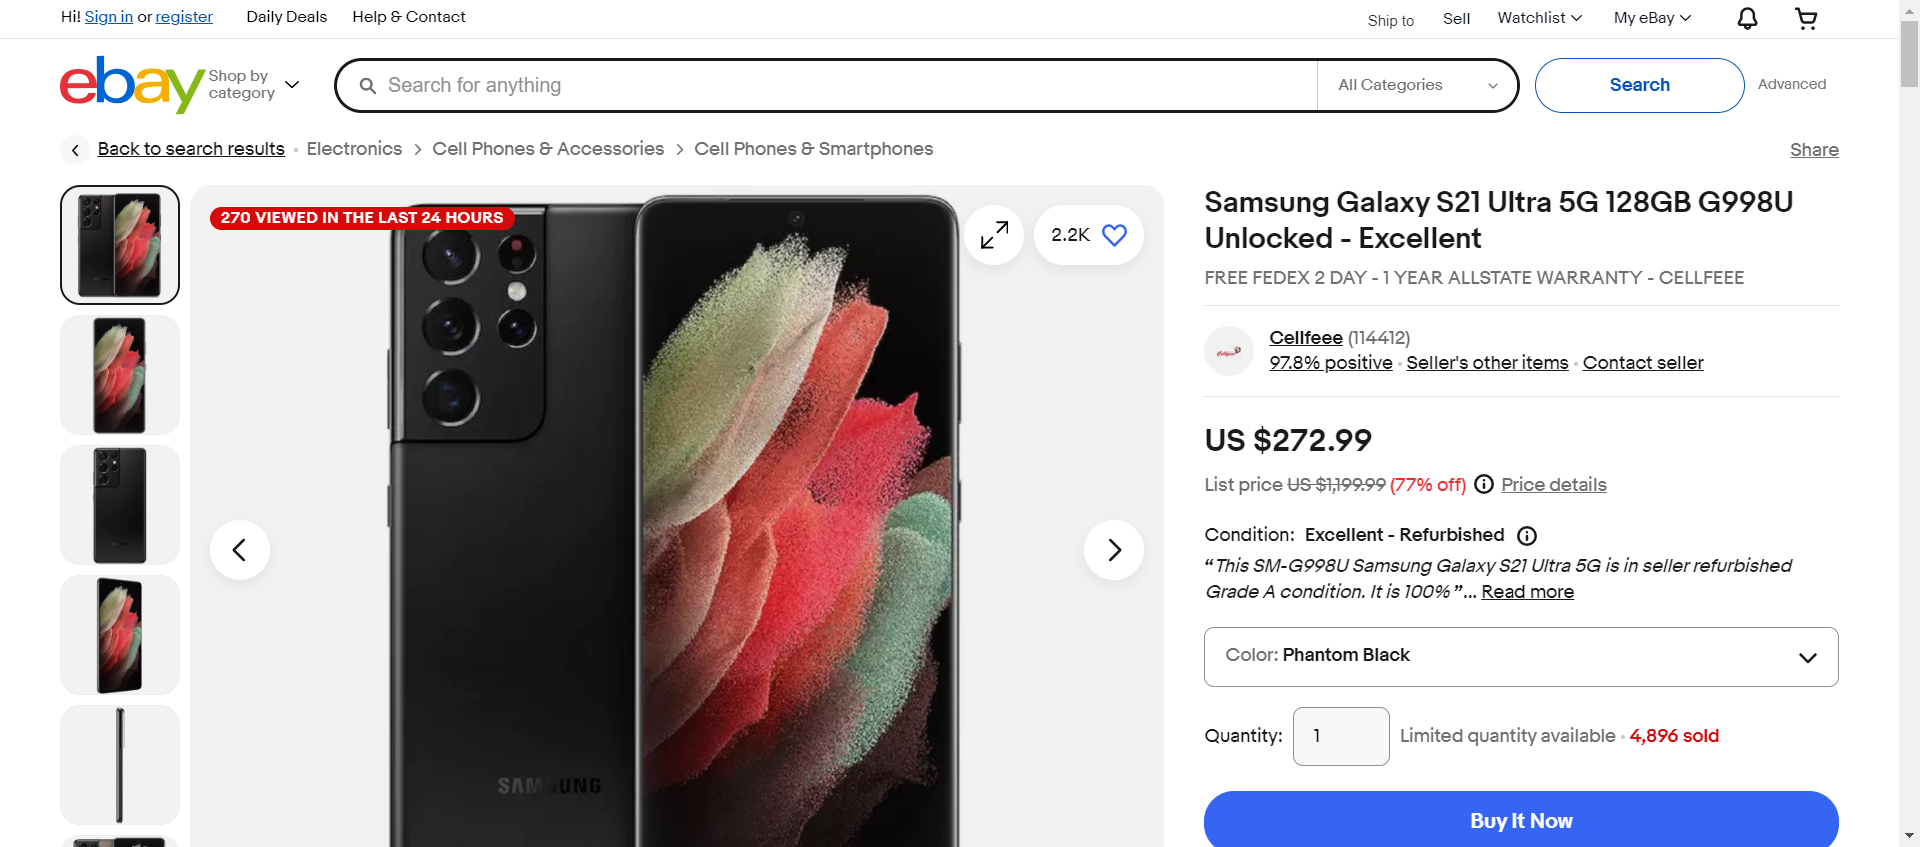 Hi! Sign in or register
Daily Deals
Help & Contact
Ship to
Sell
Watchlist
My eBay
ebay
Shop by
category
Search for anything
All Categories
Search
Advanced
Back to search results
Electronics
Cell Phones & Accessories
Cell Phones & Smartphones
Share
270 VIEWED IN THE LAST 24 HOURS
2.2K
SAMSUNG
Samsung Galaxy S21 Ultra 5G 128GB G998U
Unlocked - Excellent
FREE FEDEX 2 DAY - 1 YEAR ALLSTATE WARRANTY - CELLFEEE
Cellfeee
Cellfeee (114412)
97.8% positive · Seller's other items · Contact seller
US $272.99
List price US $1,199.99 (77% off) Price details
Condition: Excellent - Refurbished
“This SM-G998U Samsung Galaxy S21 Ultra 5G is in seller refurbished
Grade A condition. It is 100%”... Read more
Color: Phantom Black
Quantity: 1 Limited quantity available · 4,896 sold
Buy It Now